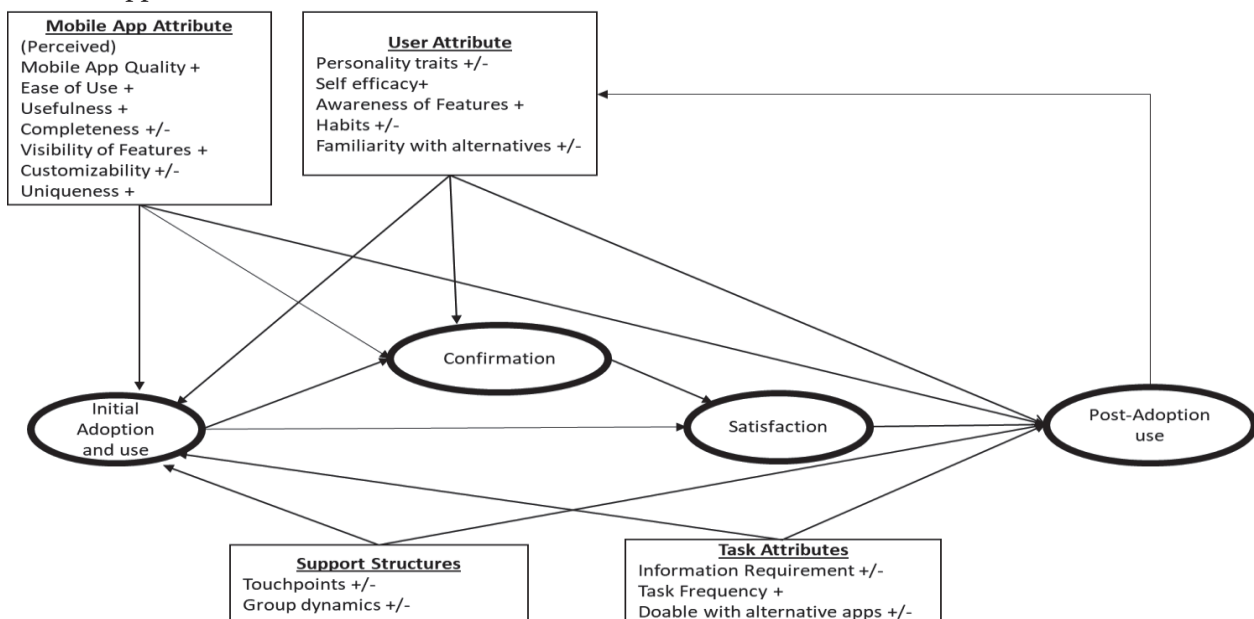 Mobile App Attribute
(Perceived)
Mobile App Quality +
Ease of Use +
Usefulness +
Completeness +/-
Visibility of Features +
Customizability +/-
Uniqueness +
User Attribute
Personality traits +/-
Self efficacy+
Awareness of Features +
Habits +/-
Familiarity with alternatives +/-
Confirmation
Initial
Adoption
and use
Satisfaction
Post-Adoption
use
Support Structures
Touchpoints +/-
Group dynamics +/-
Task Attributes
Information Requirement +/-
Task Frequency +
Doable with alternative apps +/-